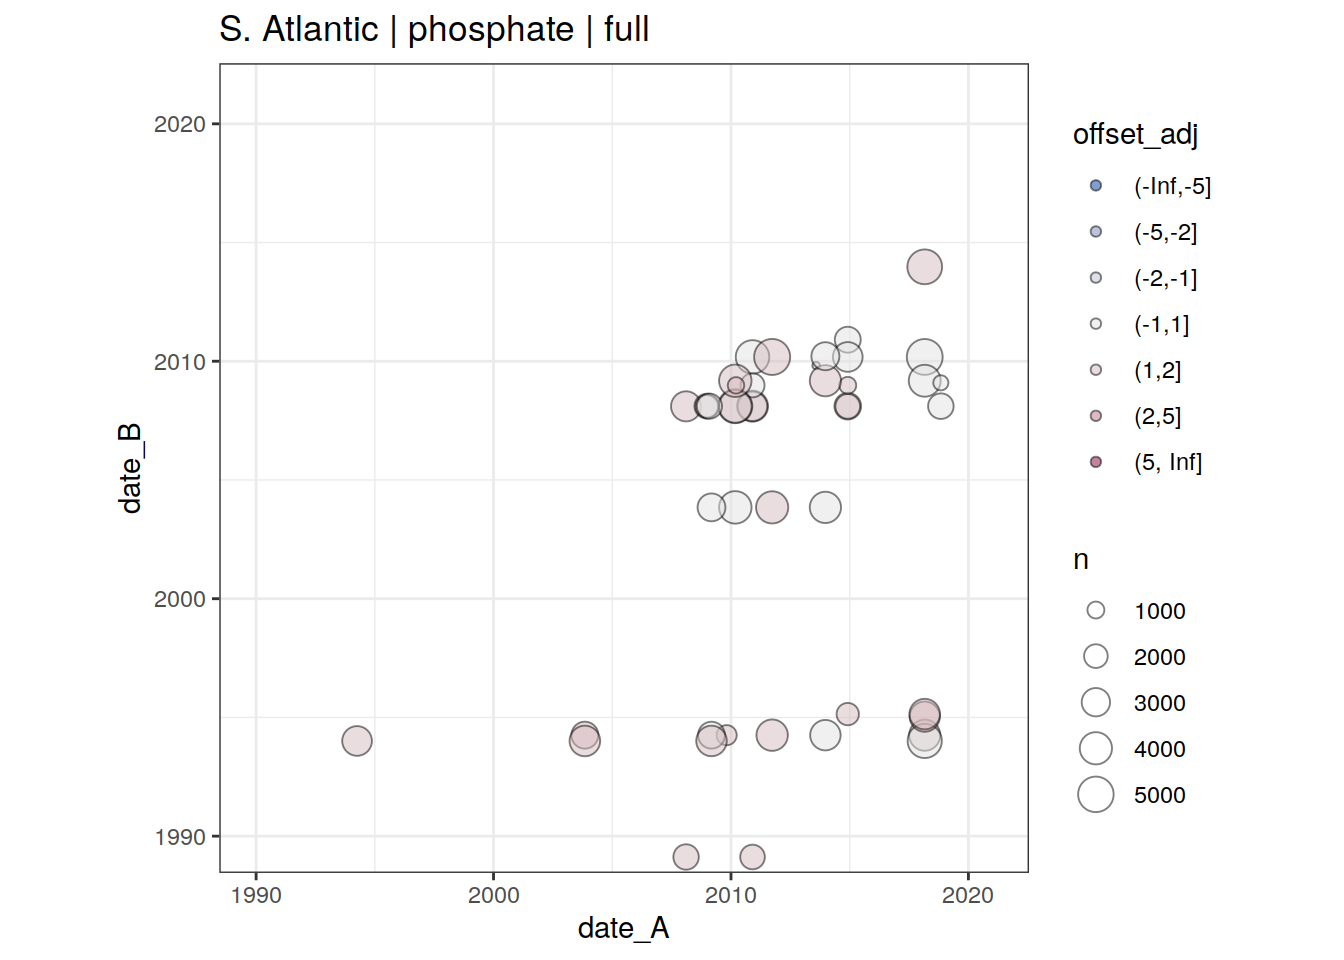 S. Atlantic | phosphate | full
2020
2010
2000
1990
date_B
1990 2000 2010 2020
date_A
offset_adj
(-Inf,-5]
(-5,-2]
(-2,-1]
(-1,1]
(1,2]
(2,5]
(5, Inf]
n
1000
2000
3000
4000
5000